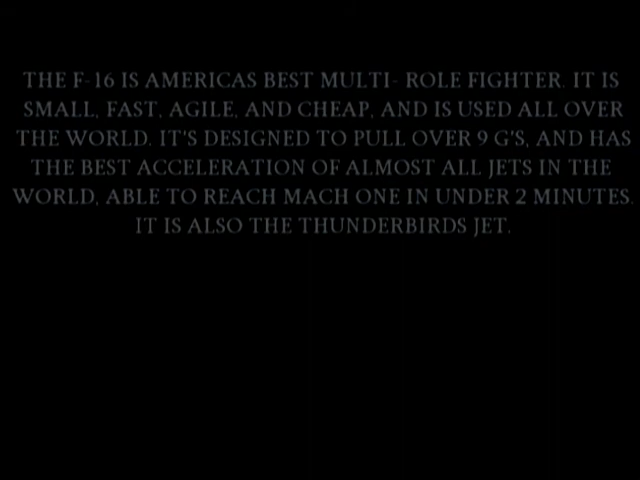 THE F-16 IS AMERICAS BEST MULTI- ROLE FIGHTER. IT IS
SMALL, FAST, AGILE, AND CHEAP, AND IS USED ALL OVER
THE WORLD. IT'S DESIGNED TO PULL OVER 9 G'S, AND HAS
THE BEST ACCELERATION OF ALMOST ALL JETS IN THE
WORLD, ABLE TO REACH MACH ONE IN UNDER 2 MINUTES.
IT IS ALSO THE THUNDERBIRDS JET.